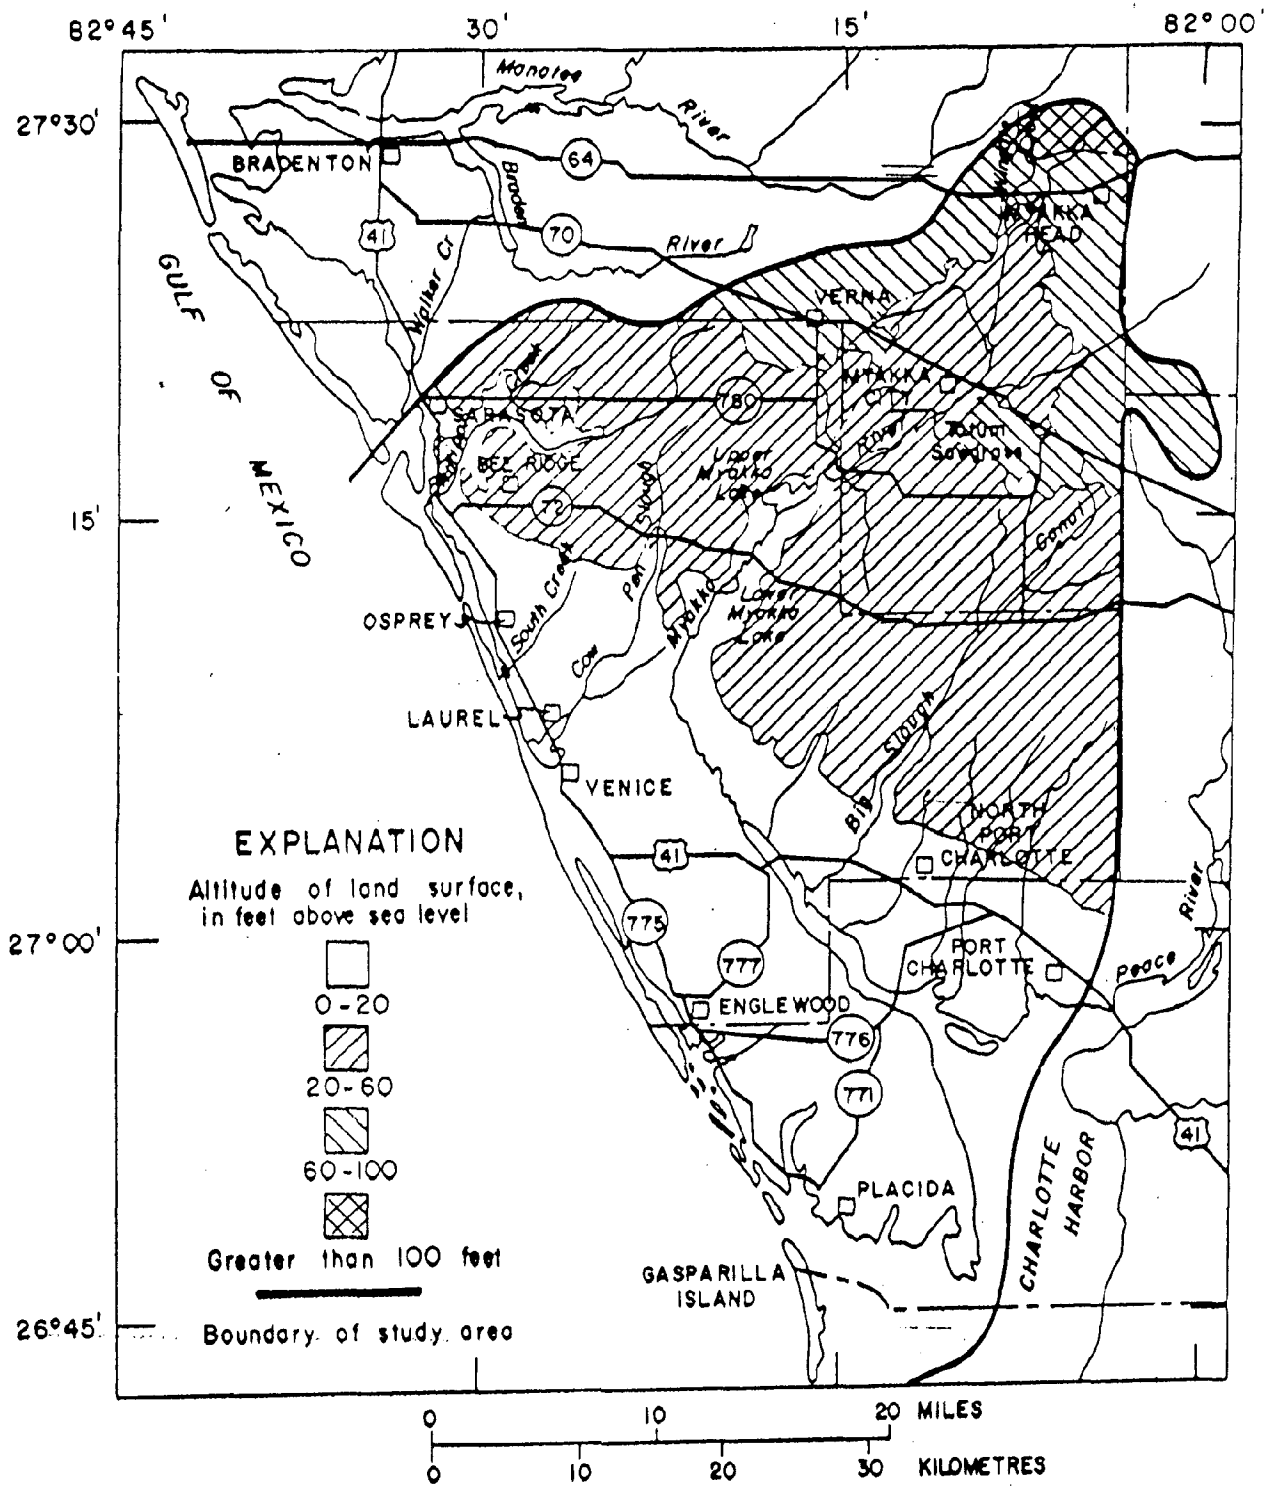 82°45' 30' 15' 82°00'
27°30'
Manatee
River
BRADENTON
64
Braden
River
41
70
Walker Cr
GULF
OF
MEXICO
MYAKKA
HEAD
VERNA
Creek
780
MYAKKA
CITY
SARASOTA
River
Tatum
Sawgrass
BEE RIDGE
Upper
Myakka
Lake
Slough
72
15'
Canal
South Creek
Pen
Cow
Myakka
Lower
Myakka
Lake
OSPREY
LAUREL
Slough
Big
VENICE
NORTH
PORT
CHARLOTTE
41
EXPLANATION
Altitude of land surface,
in feet above sea level
0-20
20-60
60-100
Greater than 100 feet
Boundary of study area
27°00'
775
777
PORT
CHARLOTTE
Peace
River
ENGLEWOOD
776
771
41
CHARLOTTE
HARBOR
PLACIDA
GASPARILLA
ISLAND
26°45'
0 10 20 MILES
0 10 20 30 KILOMETRES